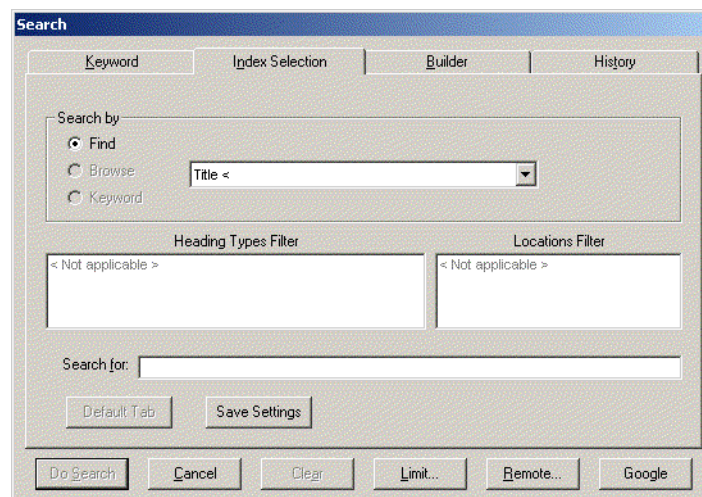 Search
Keyword Index Selection Builder History
Search by
Find
Browse
Title <
Keyword
Heading Types Filter Locations Filter
< Not applicable > < Not applicable >
Search for:
Default Tab Save Settings
Do Search Cancel Clear Limit... Remote... Google